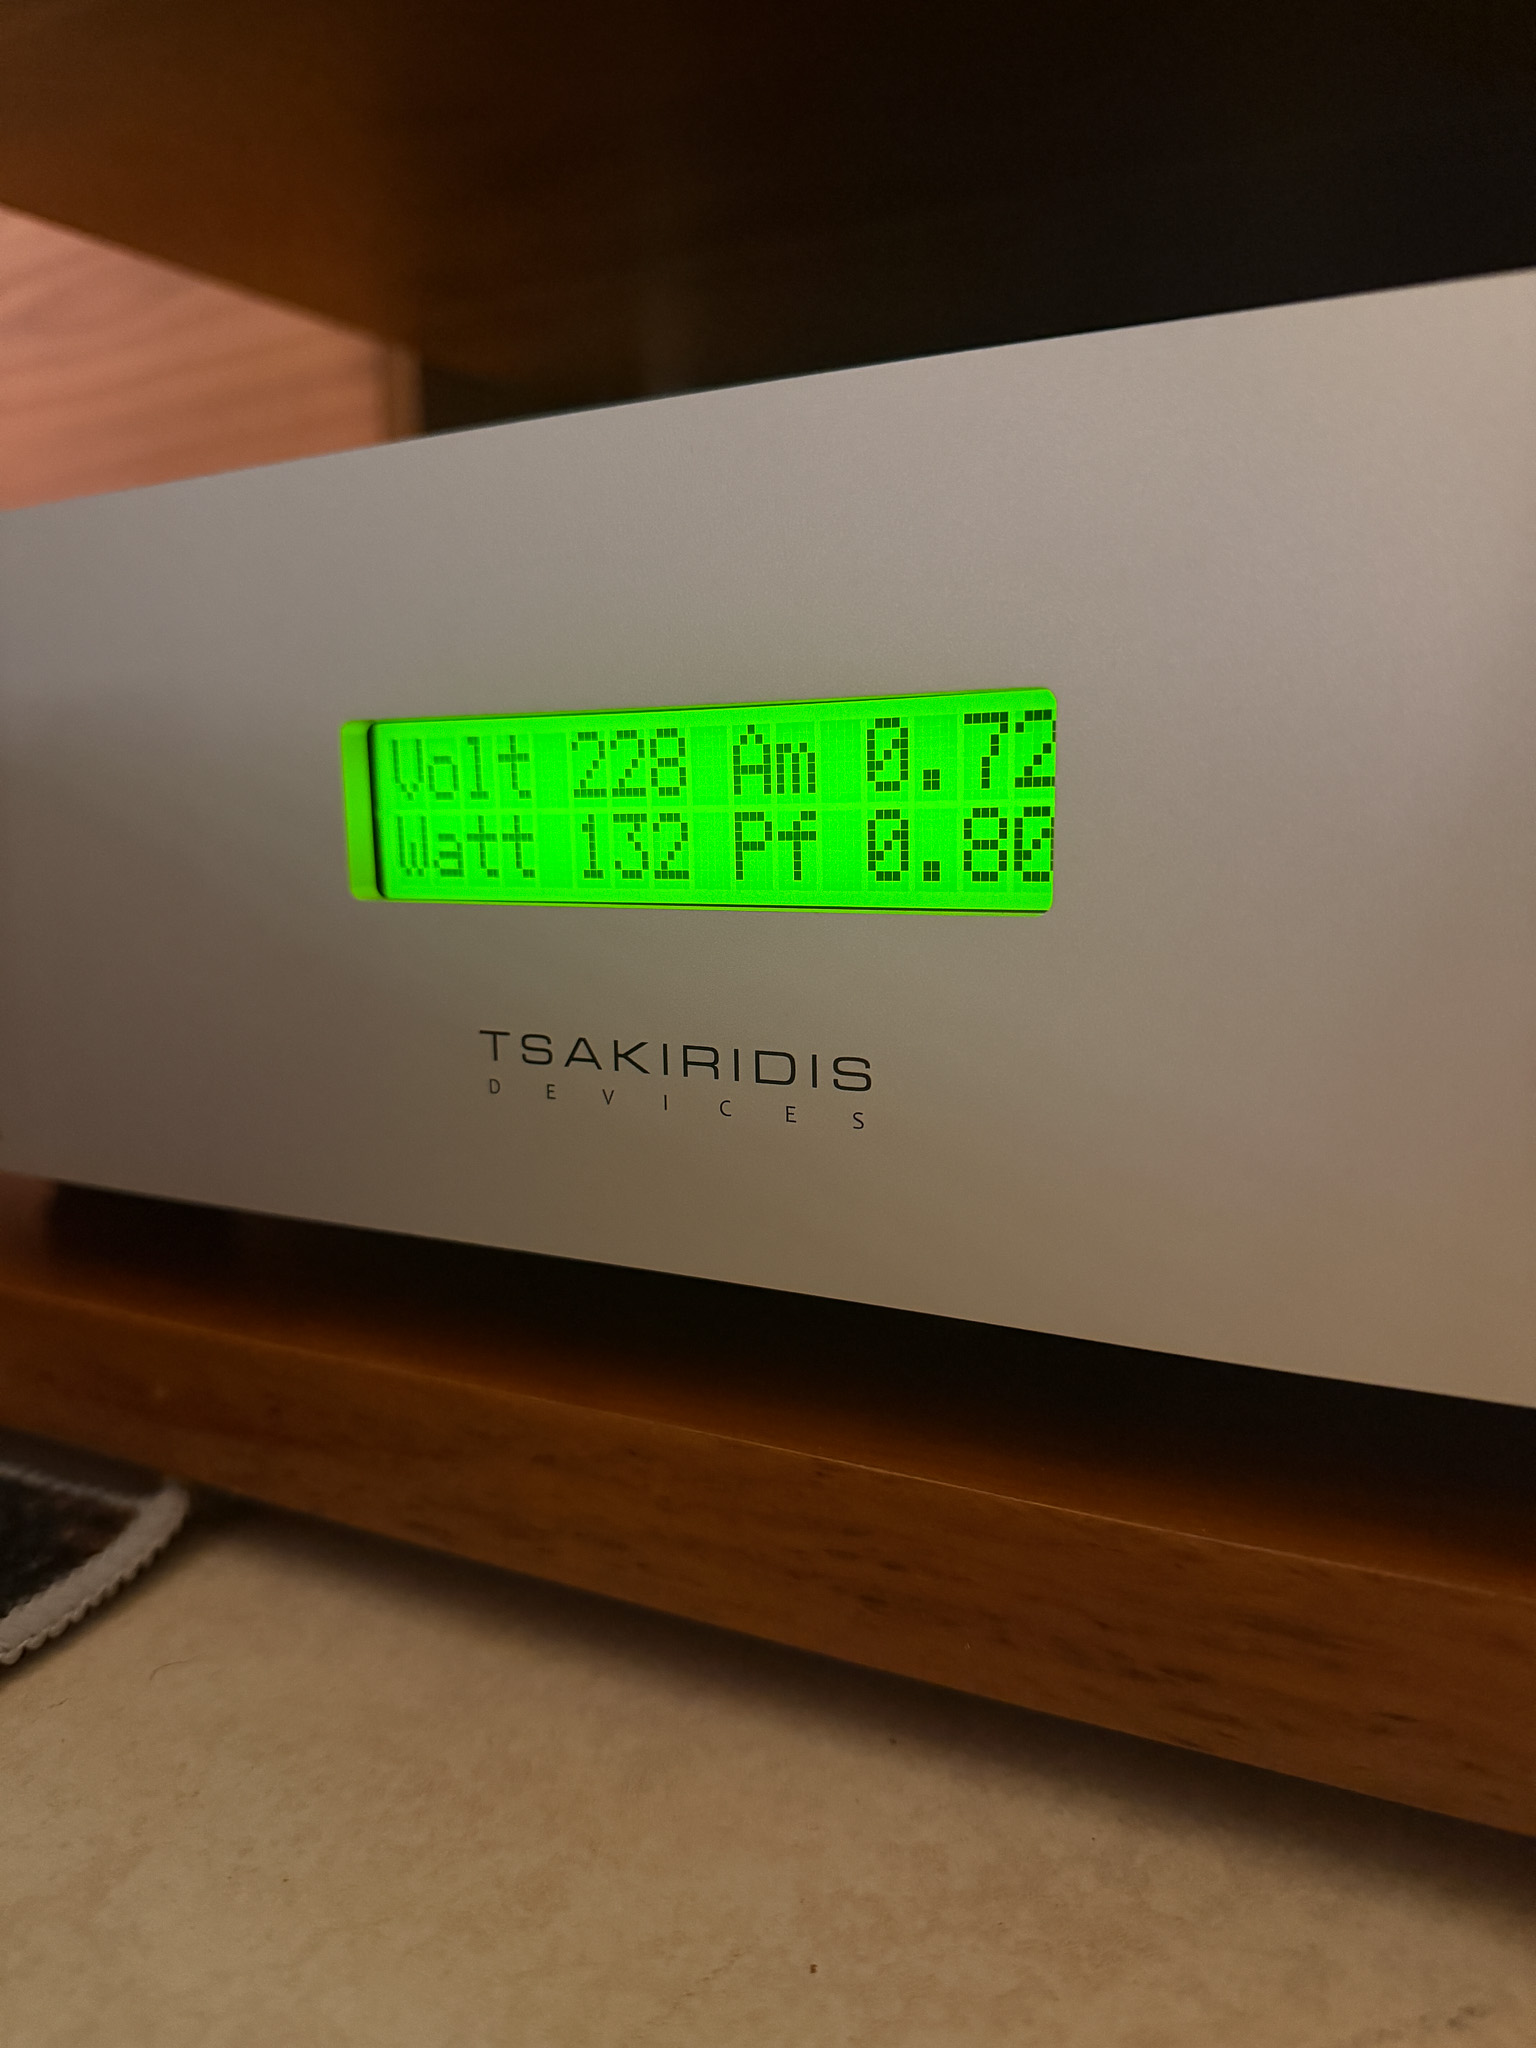 Volt 228 Am 0.72
Watt 132 Pf 0.80
TSAKIRIDIS
DEVICES